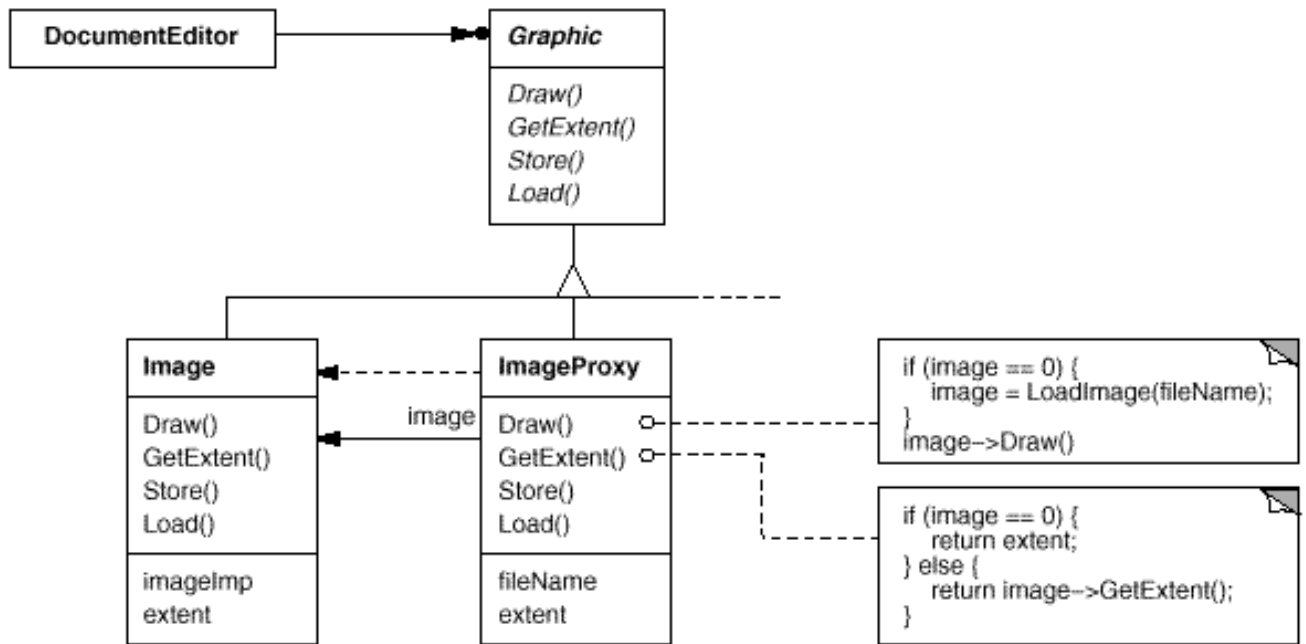 DocumentEditor
Graphic
Draw()
GetExtent()
Store()
Load()
Image
Draw()
GetExtent()
Store()
Load()
imageImp
extent
image
ImageProxy
Draw()
GetExtent()
Store()
Load()
fileName
extent
if (image == 0) {
image = LoadImage(fileName);
}
image->Draw()
if (image == 0) {
return extent;
} else {
return image->GetExtent();
}